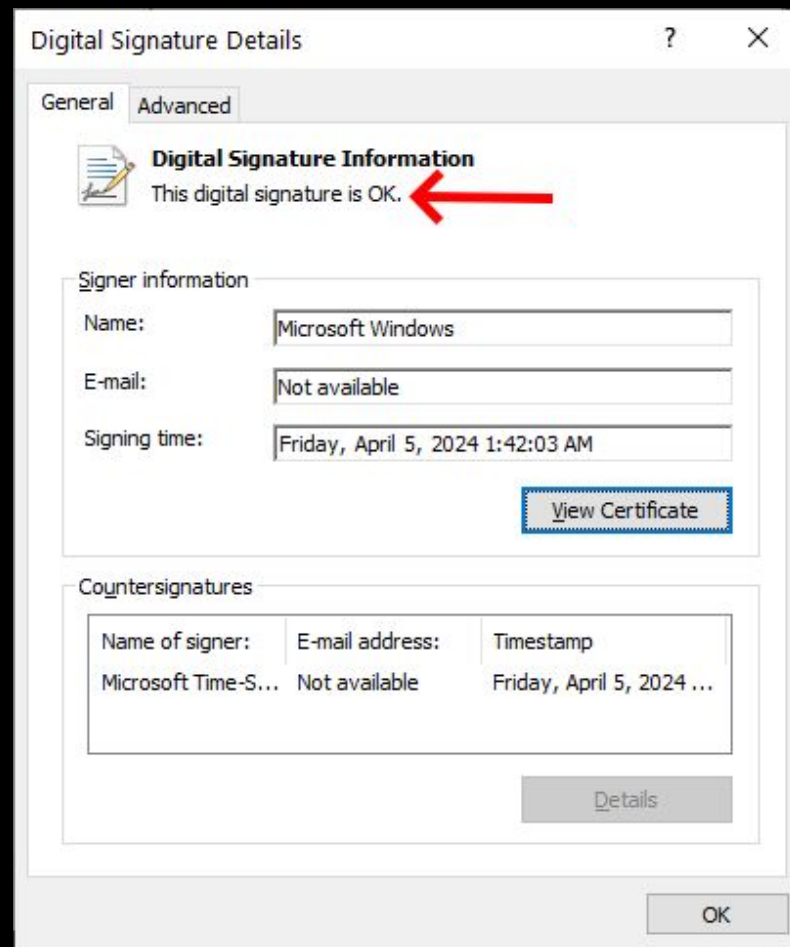 Digital Signature Details ?
General Advanced
Digital Signature Information
This digital signature is OK.
Signer information
Name: Microsoft Windows
E-mail: Not available
Signing time: Friday, April 5, 2024 1:42:03 AM
View Certificate
Countersignatures
Name of signer: E-mail address: Timestamp
Microsoft Time-S... Not available Friday, April 5, 2024 ...
Details
OK